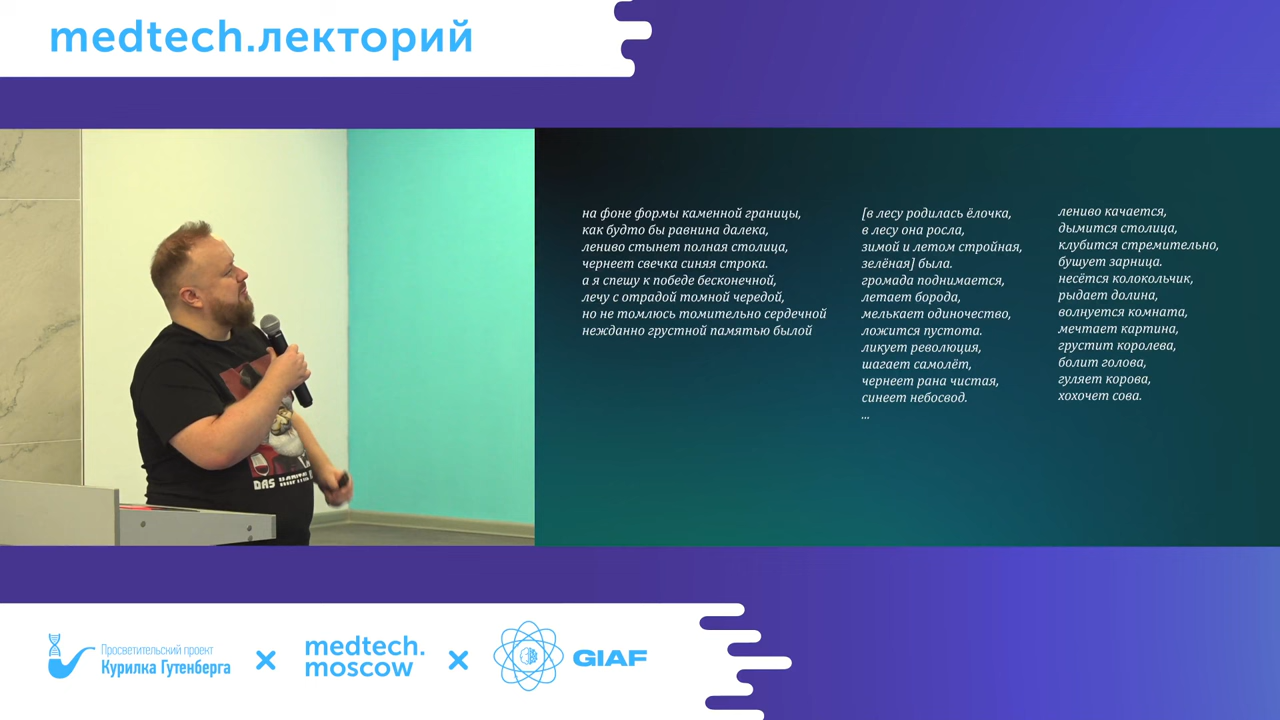 medtech.лекторий
на фоне формы каменной границы,
как будто бы равнина далека,
лениво стынет полная столица,
чернеет свечка синяя строка.
а я спешу к победе бесконечной,
лечу с отрадой томной чередой,
но не томлюсь томительно сердечной
нежданно грустной памятью былой
[в лесу родилась ёлочка,
в лесу она росла,
зимой и летом стройная,
зелёная] была.
громада поднимается,
летает борода,
мелькает одиночество,
ложится пустота.
ликует революция,
шагает самолёт,
чернеет рана чистая,
синеет небосвод.
...
лениво качается,
дымится столица,
клубится стремительно,
бушует зарница.
несётся колокольчик,
рыдает долина,
волнуется комната,
мечтает картина,
грустит королева,
болит голова,
гуляет корова,
хохочет сова.
DAS KAPITAL
Просветительский проект
Курилка Гутенберга
×
medtech.
moscow
×
GIAF